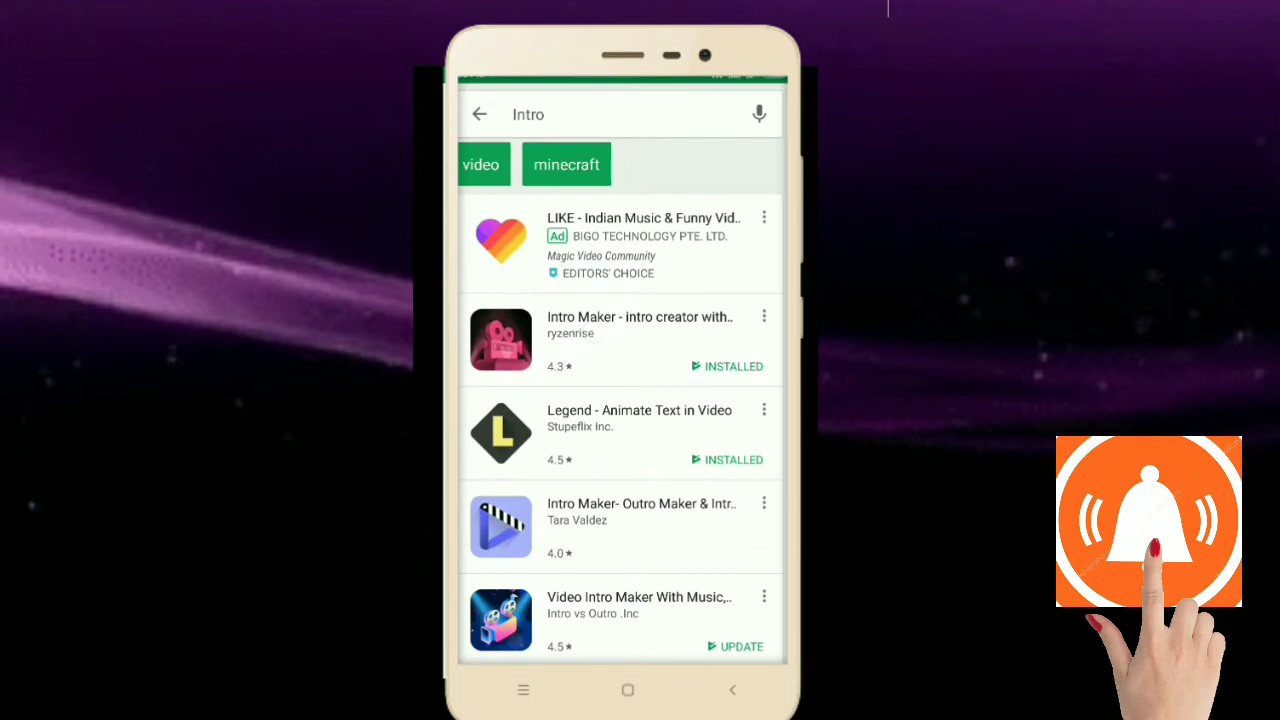 Intro
video
minecraft
LIKE - Indian Music & Funny Vid..
Ad BIGO TECHNOLOGY PTE. LTD.
Magic Video Community
EDITORS' CHOICE
Intro Maker - intro creator with..
ryzenrise
4.3★
INSTALLED
Legend - Animate Text in Video
Stupeflix Inc.
L
4.5★
INSTALLED
Intro Maker- Outro Maker & Intr..
Tara Valdez
4.0★
Video Intro Maker With Music,..
Intro vs Outro .Inc
4.5★
UPDATE